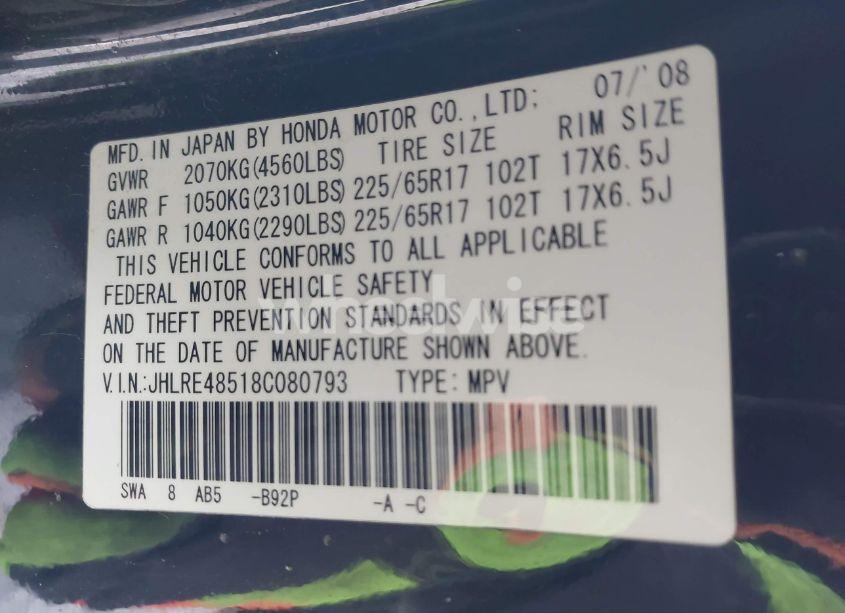 MFD. IN JAPAN BY HONDA MOTOR CO., LTD; 07/'08
GVWR 2070KG(4560LBS) TIRE SIZE RIM SIZE
GAWR F 1050KG(2310LBS) 225/65R17 102T 17X6.5J
GAWR R 1040KG(2290LBS) 225/65R17 102T 17X6.5J
THIS VEHICLE CONFORMS TO ALL APPLICABLE
FEDERAL MOTOR VEHICLE SAFETY
AND THEFT PREVENTION STANDARDS IN EFFECT
ON THE DATE OF MANUFACTURE SHOWN ABOVE.
V.I.N.:JHLRE48518C080793 TYPE: MPV
SWA 8 AB5 -B92P -A -C
wheelwise